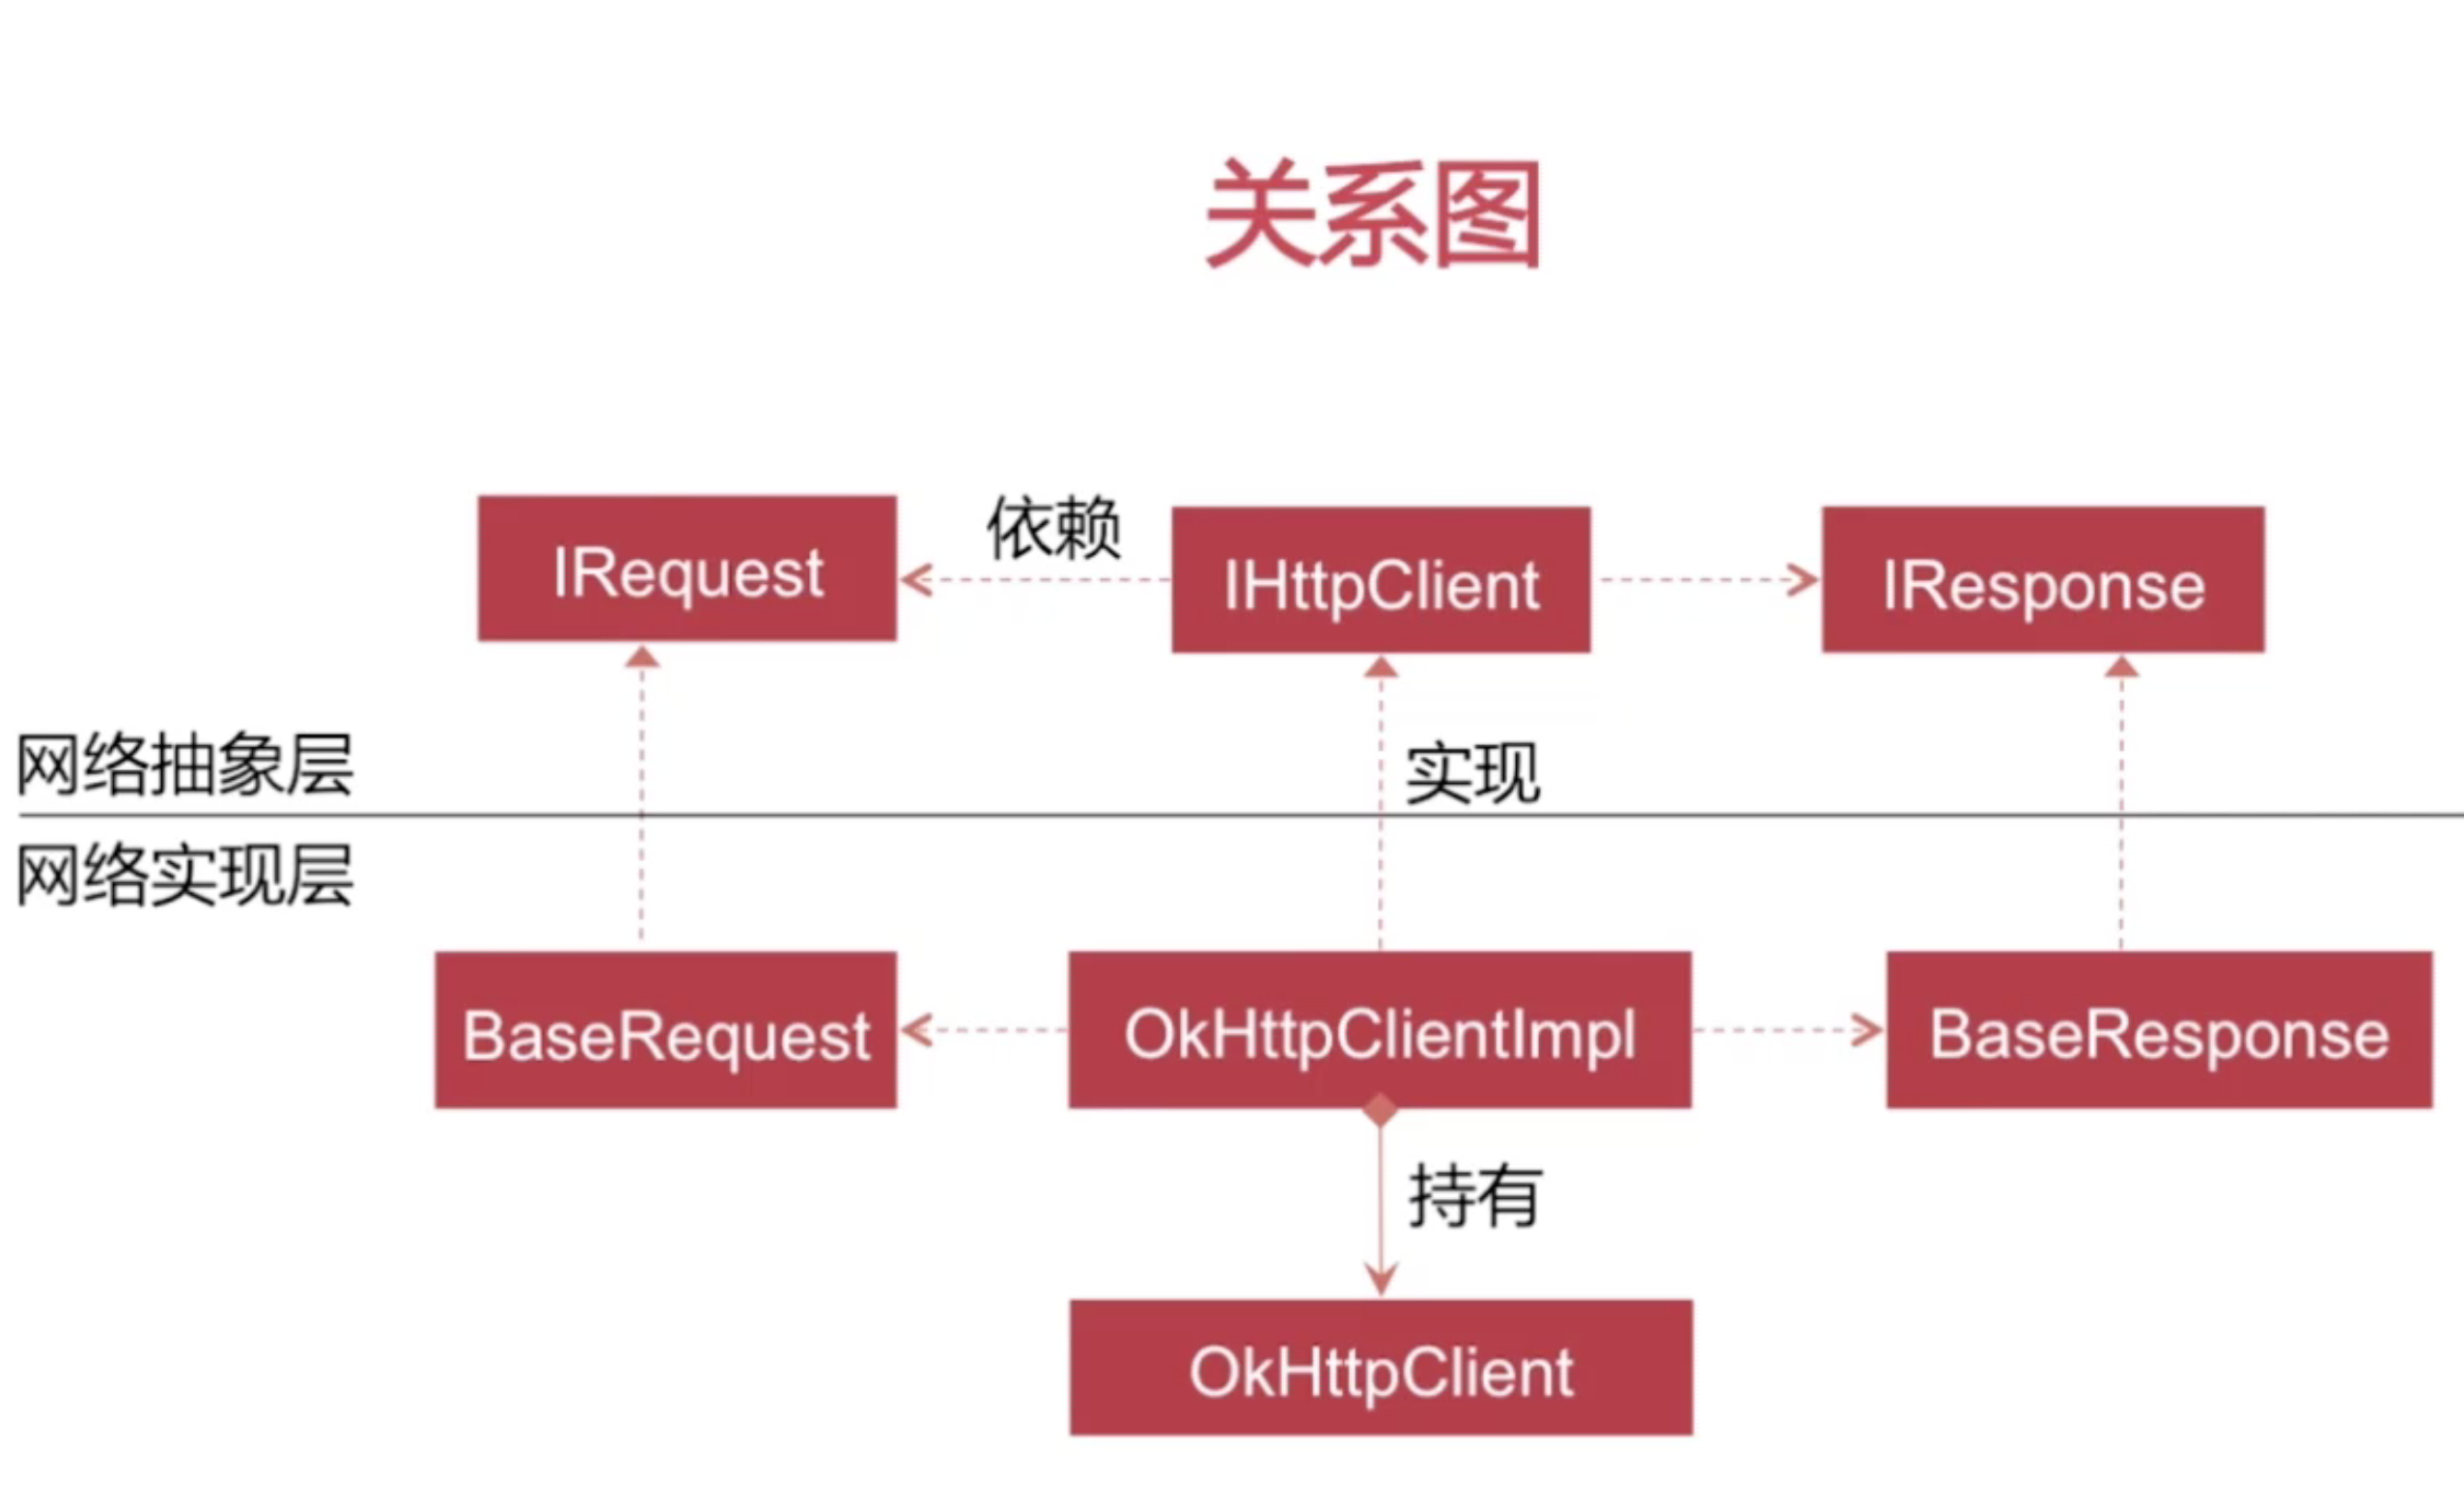 关系图
IRequest
依赖
IHttpClient
IResponse
网络抽象层
实现
网络实现层
BaseRequest
OkHttpClientImpl
BaseResponse
持有
OkHttpClient